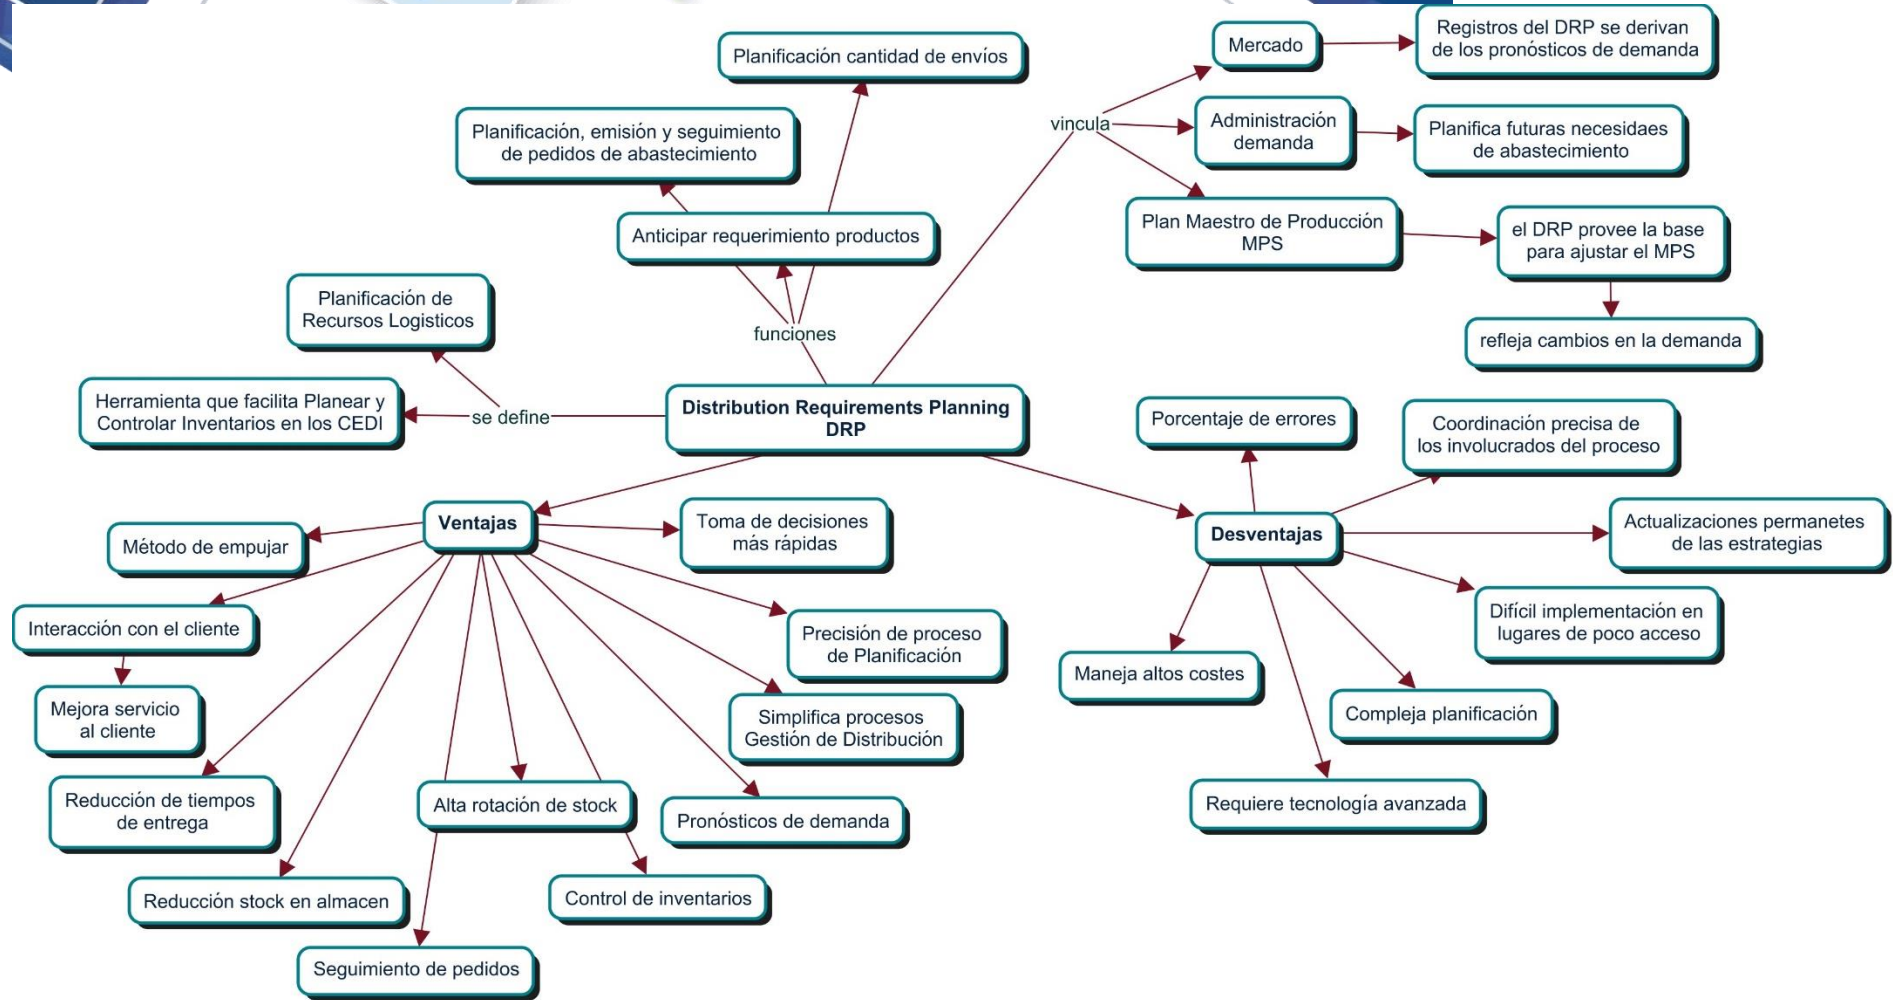 Planificación cantidad de envíos
Planificación, emisión y seguimiento
de pedidos de abastecimiento
Anticipar requerimiento productos
funciones
Mercado
Registros del DRP se derivan
de los pronósticos de demanda
vincula
Administración
demanda
Planifica futuras necesidaes
de abastecimiento
Plan Maestro de Producción
MPS
el DRP provee la base
para ajustar el MPS
refleja cambios en la demanda
Planificación de
Recursos Logisticos
Herramienta que facilita Planear y
Controlar Inventarios en los CEDI
se define
Distribution Requirements Planning
DRP
Ventajas
Método de empujar
Interacción con el cliente
Mejora servicio
al cliente
Reducción de tiempos
de entrega
Reducción stock en almacen
Seguimiento de pedidos
Alta rotación de stock
Control de inventarios
Pronósticos de demanda
Simplifica procesos
Gestión de Distribución
Precisión de proceso
de Planificación
Toma de decisiones
más rápidas
Desventajas
Porcentaje de errores
Coordinación precisa de
los involucrados del proceso
Actualizaciones permanetes
de las estrategias
Difícil implementación en
lugares de poco acceso
Compleja planificación
Requiere tecnología avanzada
Maneja altos costes